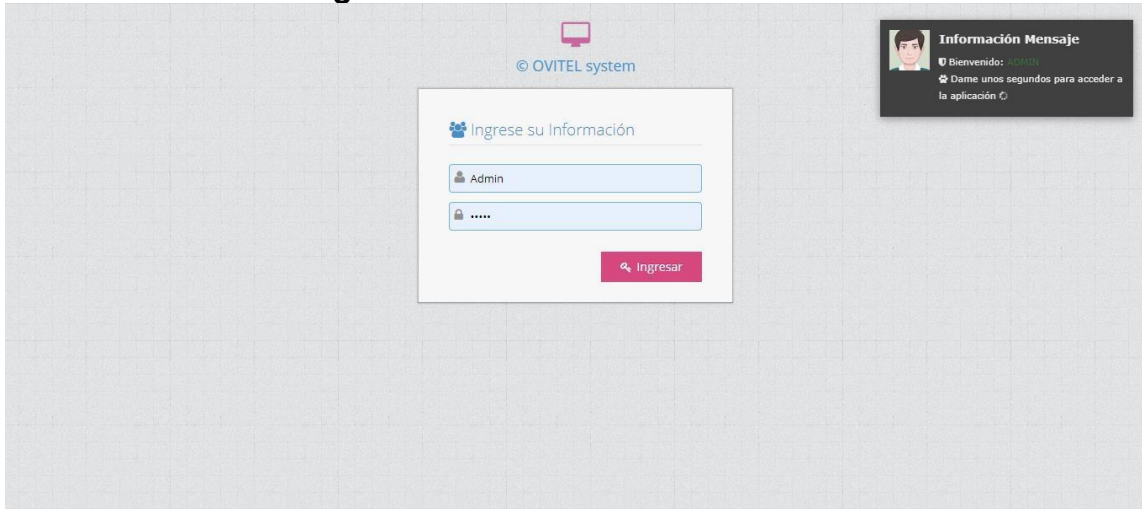 © OVITEL system
Información Mensaje
Bienvenido: ADMIN
Dame unos segundos para acceder a
la aplicación
Ingrese su Información
Admin
•••••
Ingresar